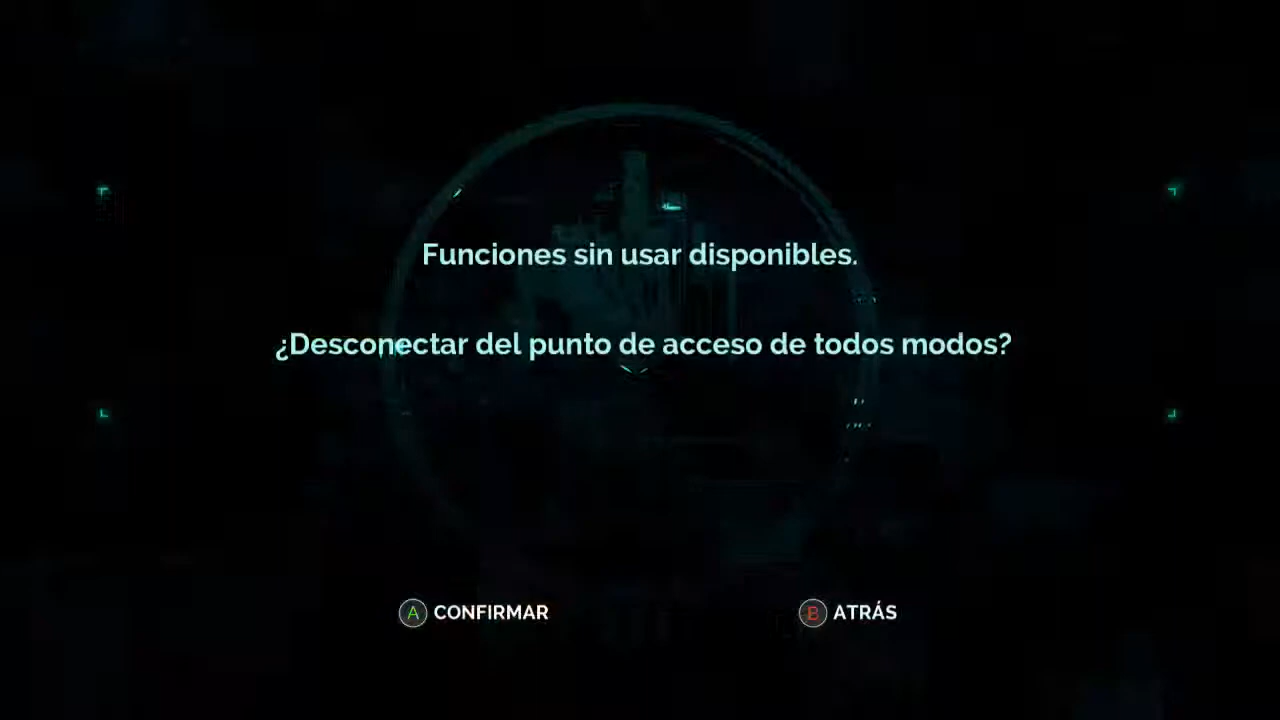 Funciones sin usar disponibles.
¿Desconectar del punto de acceso de todos modos?
A CONFIRMAR
B ATRÁS